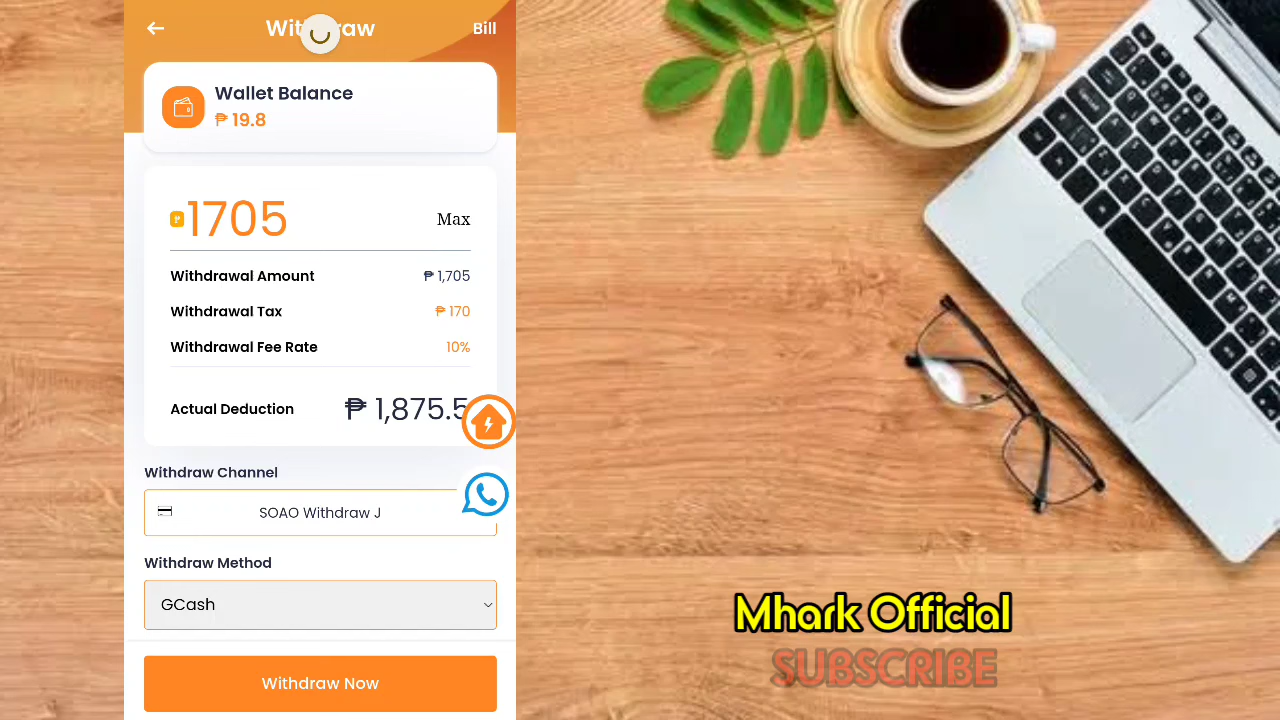 Withdraw
Bill
Wallet Balance
₱ 19.8
1705
Max
Withdrawal Amount
₱ 1,705
Withdrawal Tax
₱ 170
Withdrawal Fee Rate
10%
Actual Deduction
₱ 1,875.5
Withdraw Channel
SOAO Withdraw J
Withdraw Method
GCash
Withdraw Now
Mhark Official
SUBSCRIBE